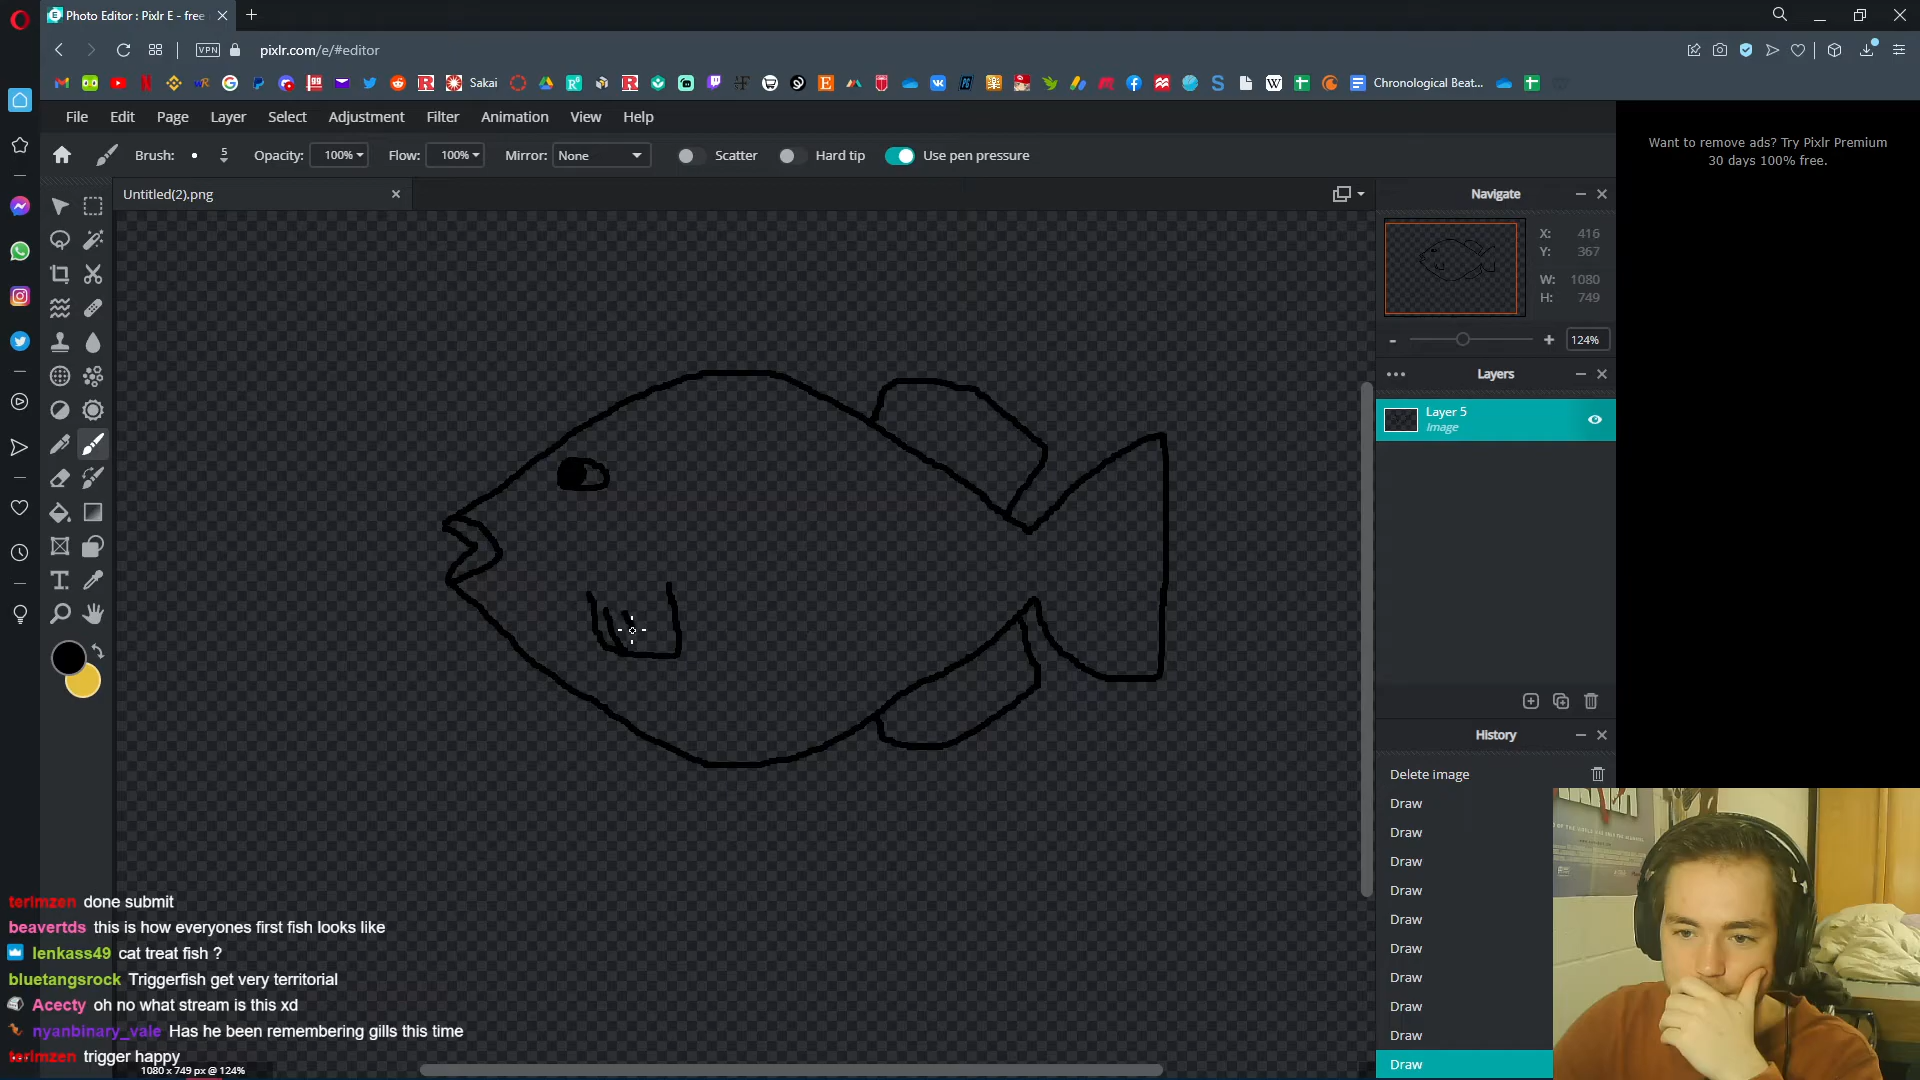 Photo Editor : Pixlr E - free
VPN
pixlr.com/e/#editor
Sakai
Chronological Beat...
File Edit Page Layer Select Adjustment Filter Animation View Help
Brush: 5 Opacity: 100% Flow: 100% Mirror: None Scatter Hard tip Use pen pressure
Want to remove ads? Try Pixlr Premium
30 days 100% free.
Untitled(2).png
Navigate
X: 416
Y: 367
W: 1080
H: 749
124%
Layers
Layer 5
Image
History
Delete image
Draw
Draw
Draw
Draw
Draw
Draw
Draw
Draw
Draw
Draw
terimzen done submit
beavertds this is how everyones first fish looks like
lenkass49 cat treat fish ?
bluetangsrock Triggerfish get very territorial
Acecty oh no what stream is this xd
nyanbinary_vale Has he been remembering gills this time
terimzen trigger happy
1080 x 749 px @ 124%